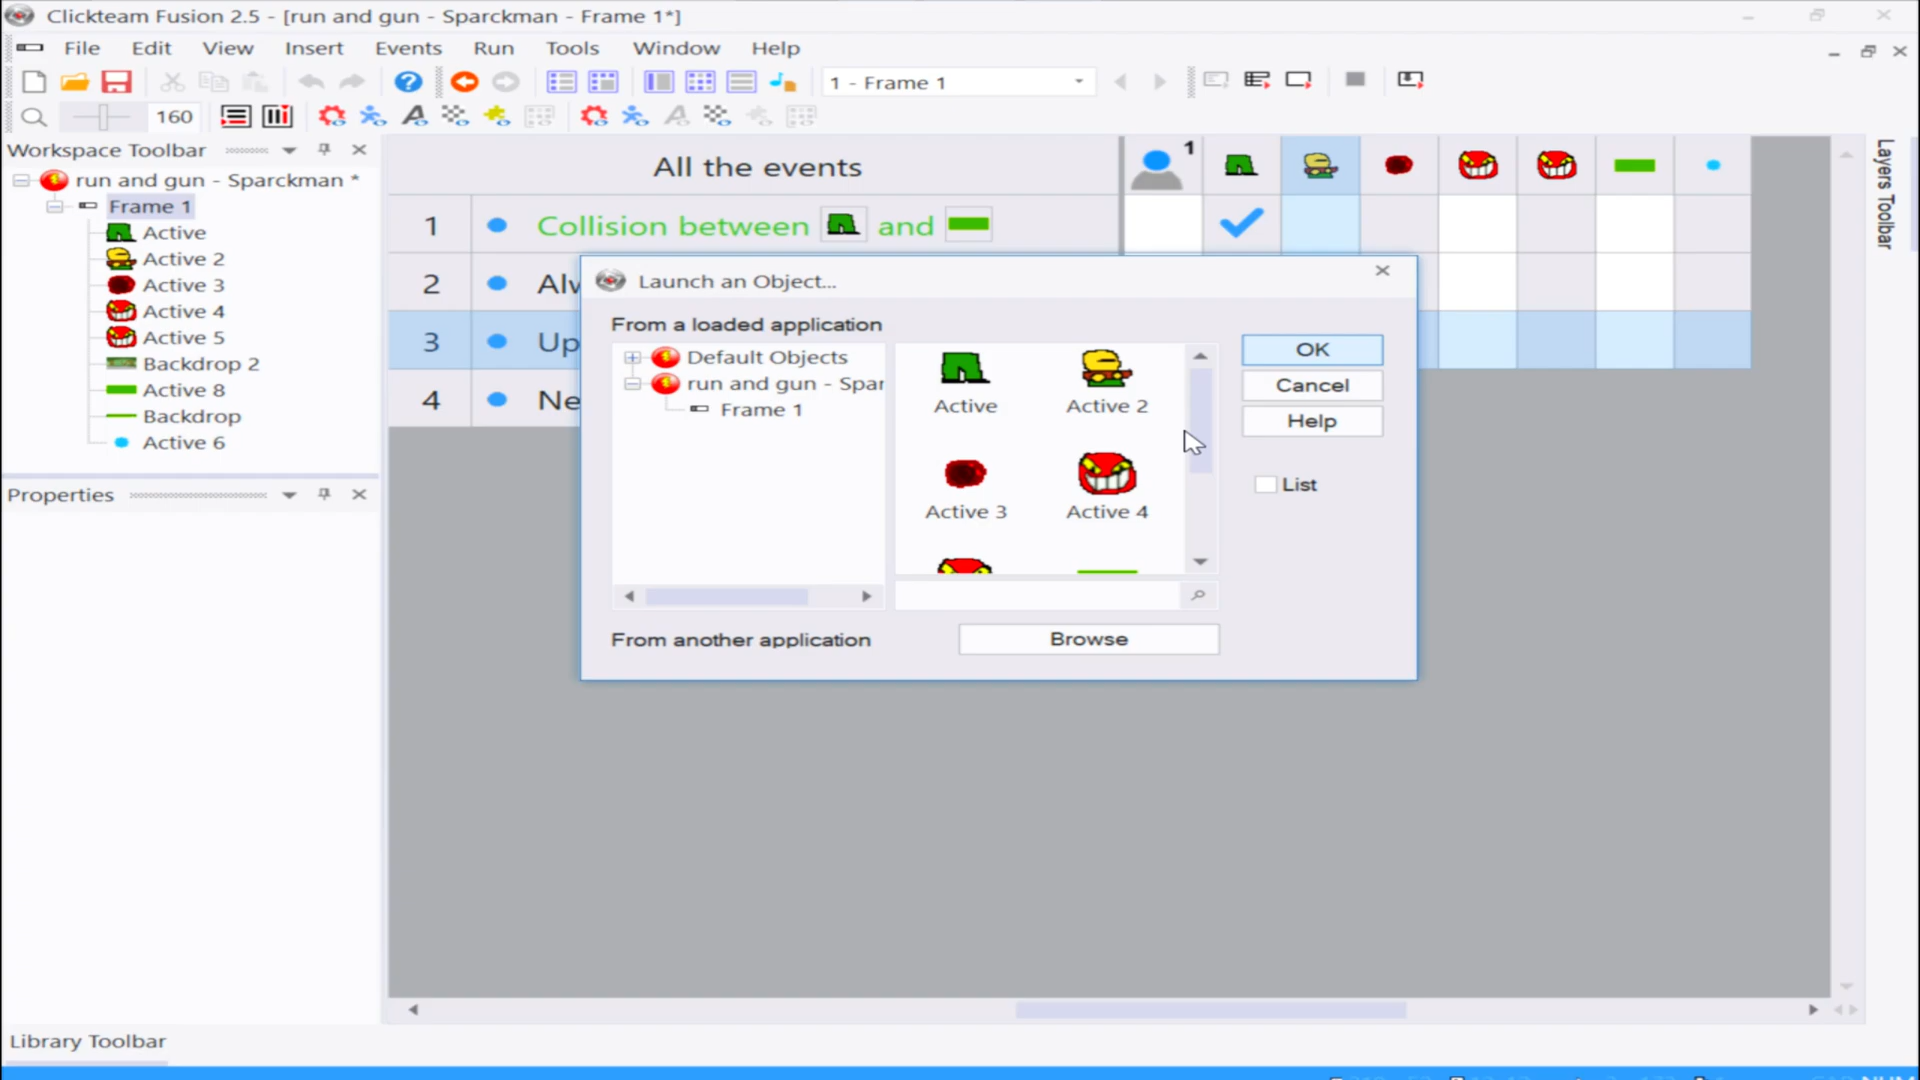 Clickteam Fusion 2.5 - [run and gun - Sparckman - Frame 1*]
File Edit View Insert Events Run Tools Window Help
1 - Frame 1
160
Workspace Toolbar
run and gun - Sparckman *
Frame 1
Active
Active 2
Active 3
Active 4
Active 5
Backdrop 2
Active 8
Backdrop
Active 6
Properties
Library Toolbar
All the events
1
1 Collision between and
2 Alw
3 Up
4 Ne
Launch an Object...
From a loaded application
Default Objects
run and gun - Spar
Frame 1
Active Active 2
Active 3 Active 4
OK
Cancel
Help
List
From another application Browse
Layers Toolbar